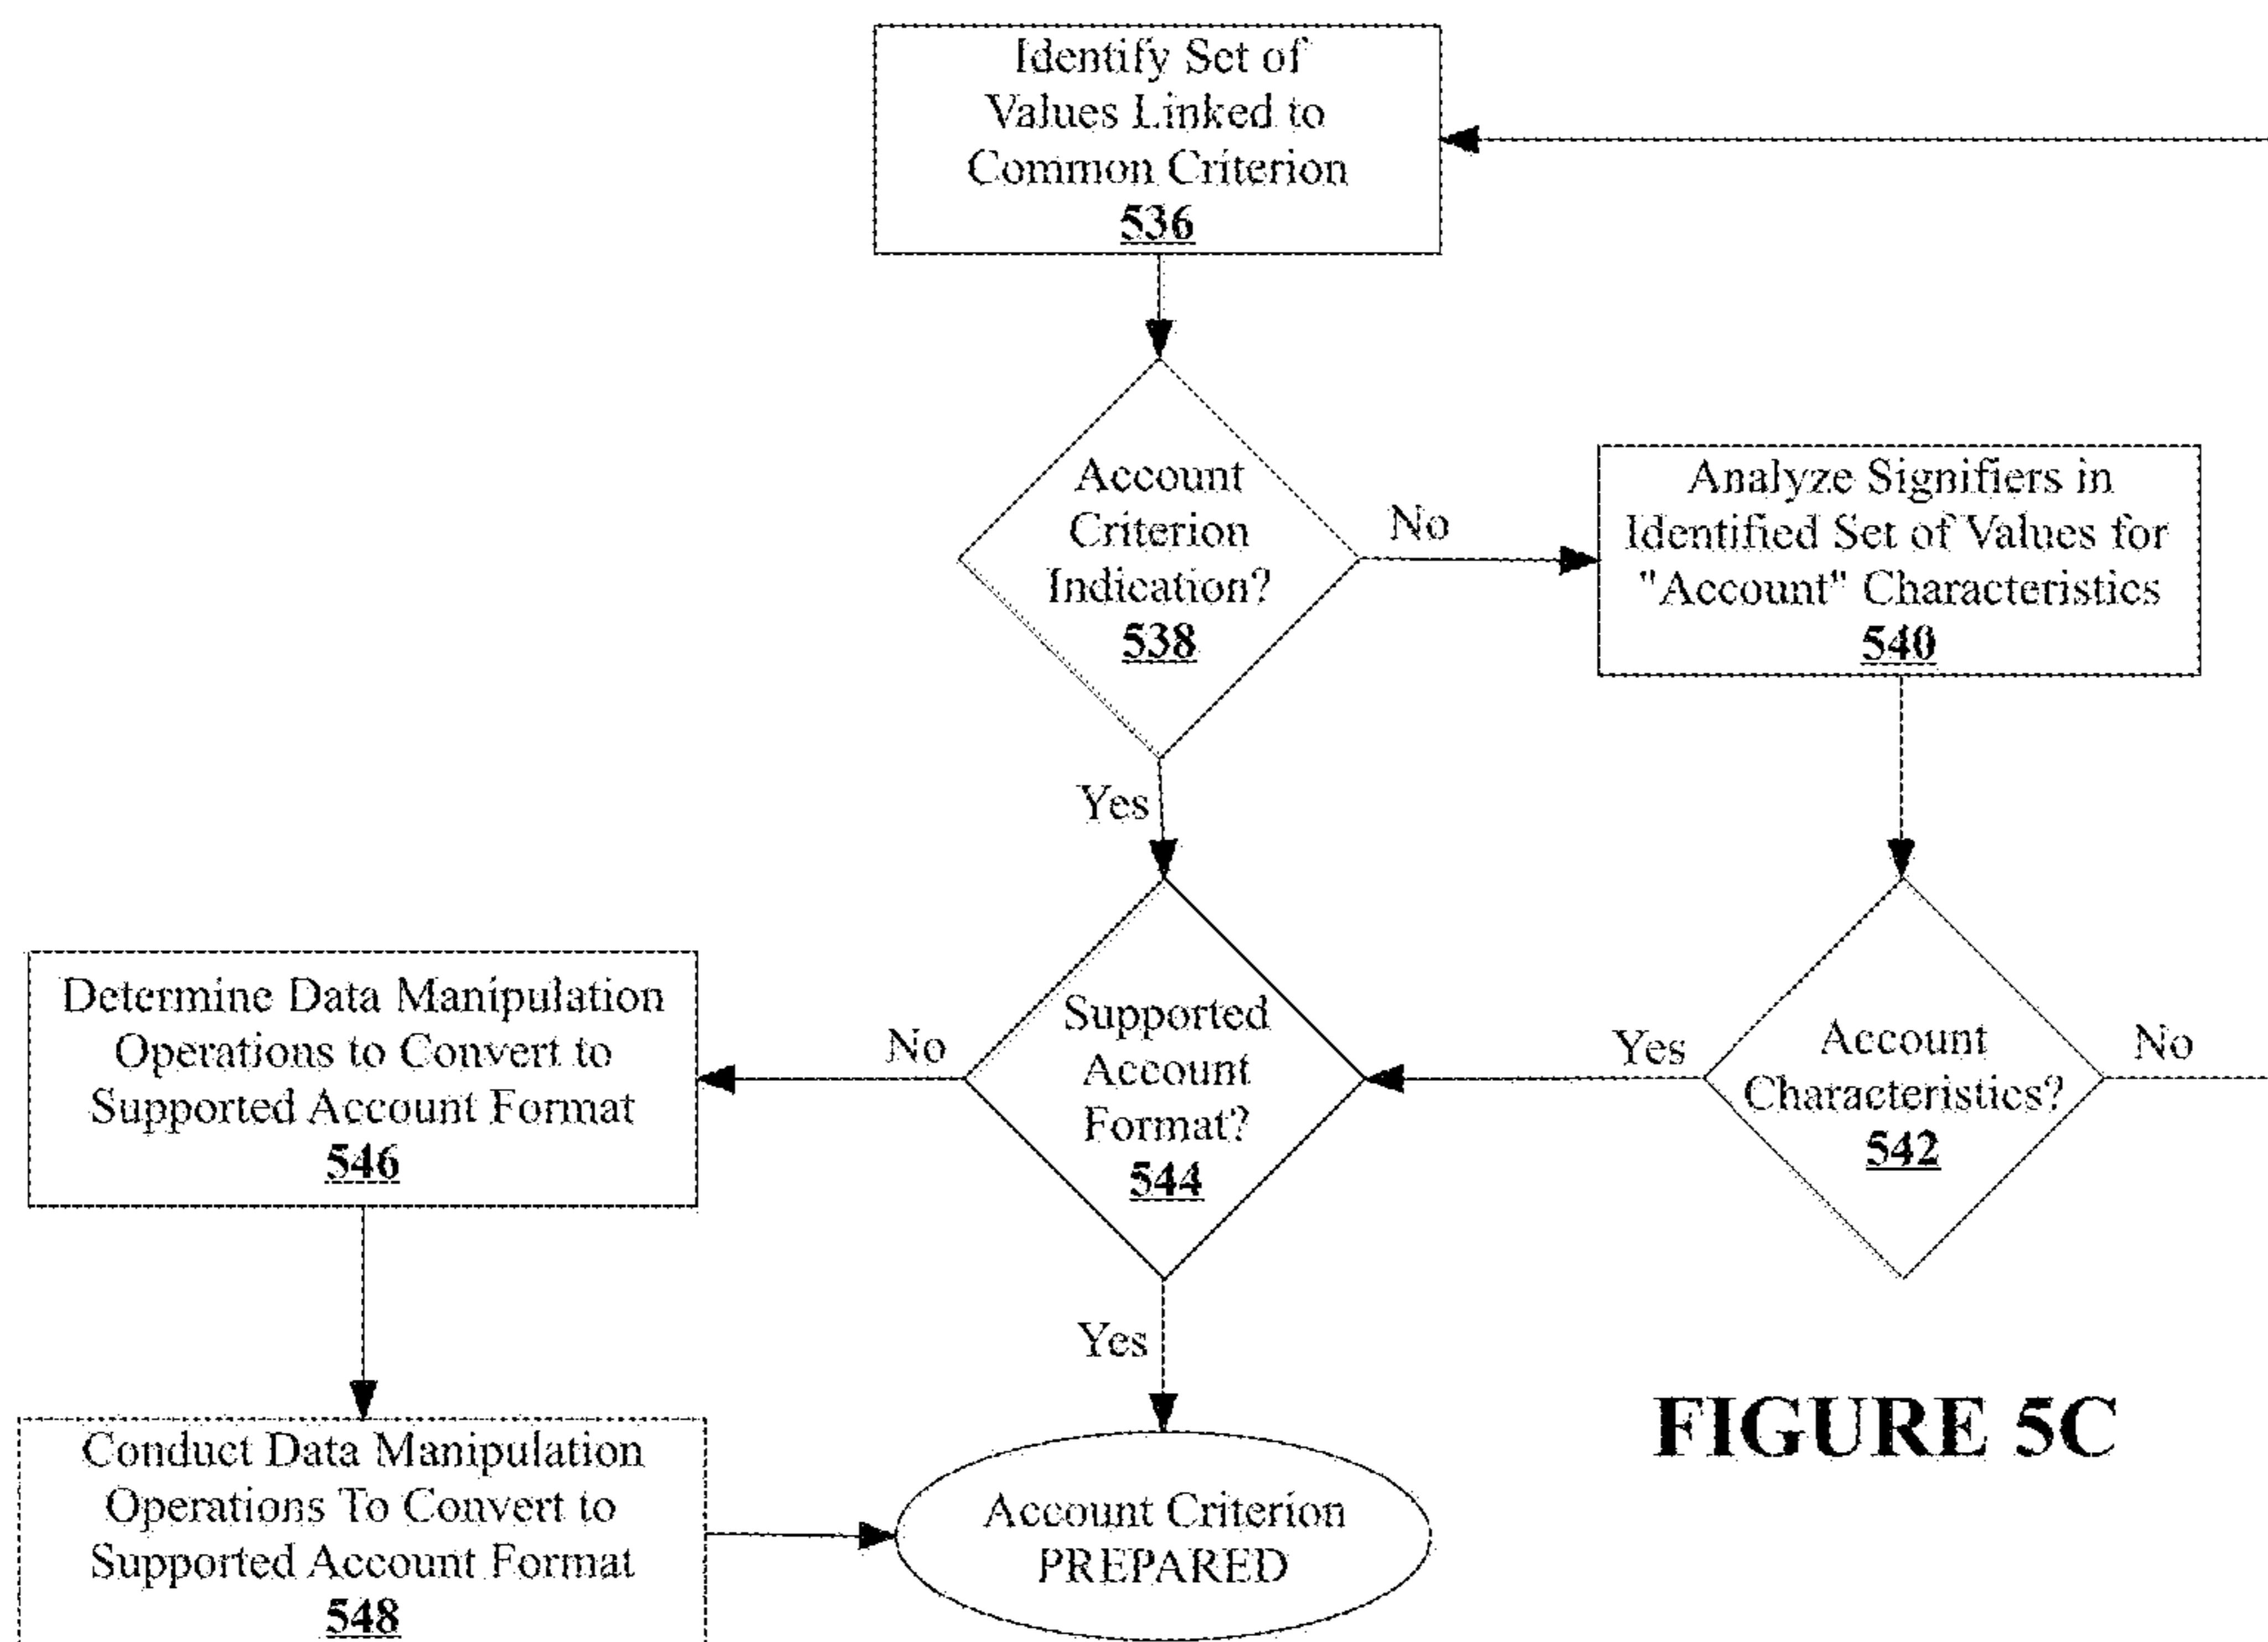 Identify Set of
Values Linked to
Common Criterion
536
Account
Criterion
Indication?
538
No
Analyze Signifiers in
Identified Set of Values for
"Account" Characteristics
540
Yes
Determine Data Manipulation
Operations to Convert to
Supported Account Format
546
No
Supported
Account
Format?
544
Yes
Account
Characteristics?
542
No
Yes
Conduct Data Manipulation
Operations To Convert to
Supported Account Format
548
Account Criterion
PREPARED
FIGURE 5C